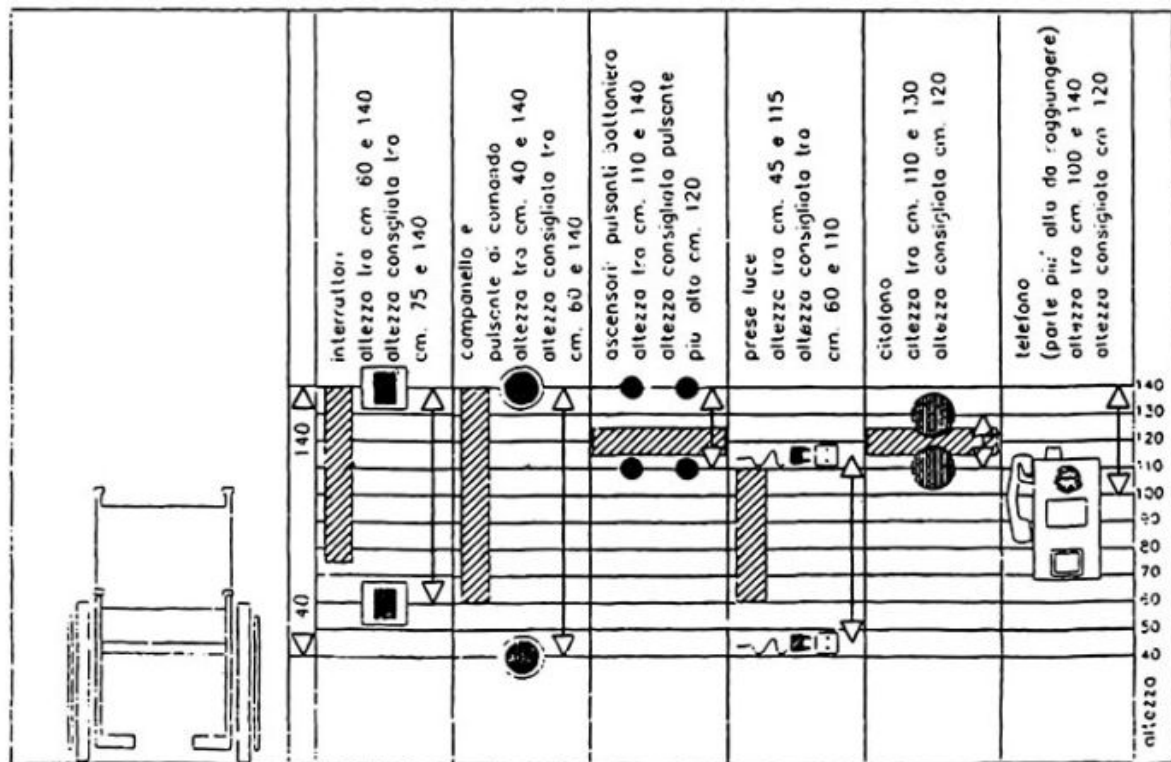 140
40
interruttori
altezza tra cm 60 e 140
altezza consgliata tra
cm. 75 e 140
campanello e
pulsante di comando
altezza tra cm. 40 e 140
altezza consigliata tra
cm. 60 e 140
ascensori pulsanti bottoniera
altezza tra cm. 110 e 140
altezza consigliata pulsante
piu alto cm. 120
prese luce
altezza tra cm. 45 e 115
altezza consigliata tra
cm. 60 e 110
citofono
altezza tra cm. 110 e 130
altezza consigliata cm. 120
telefono
(parte piu' alta da raggiungere)
altezza tra cm. 100 e 140
altezza consigliata cm 120
140
130
120
110
100
90
80
70
60
50
40
altezza